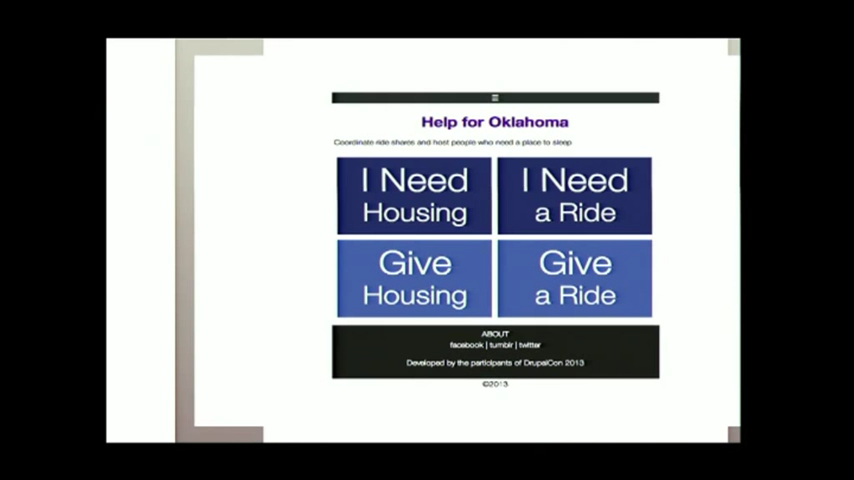 Help for Oklahoma
Coordinate ride shares and host people who need a place to sleep
I Need
Housing
I Need
a Ride
Give
Housing
Give
a Ride
ABOUT
facebook | tumblr | twitter
Developed by the participants of DrupalCon 2013
©2013